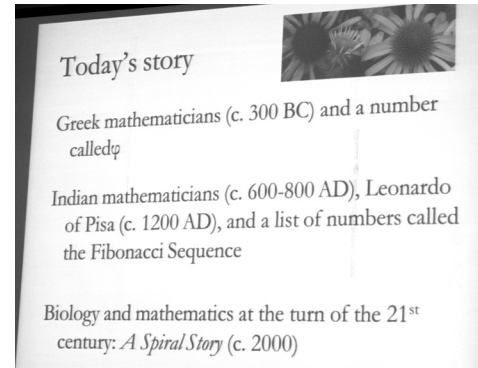 Today's story
Greek mathematicians (c. 300 BC) and a number
calledφ
Indian mathematicians (c. 600-800 AD), Leonardo
of Pisa (c. 1200 AD), and a list of numbers called
the Fibonacci Sequence
Biology and mathematics at the turn of the 21st
century: A Spiral Story (c. 2000)